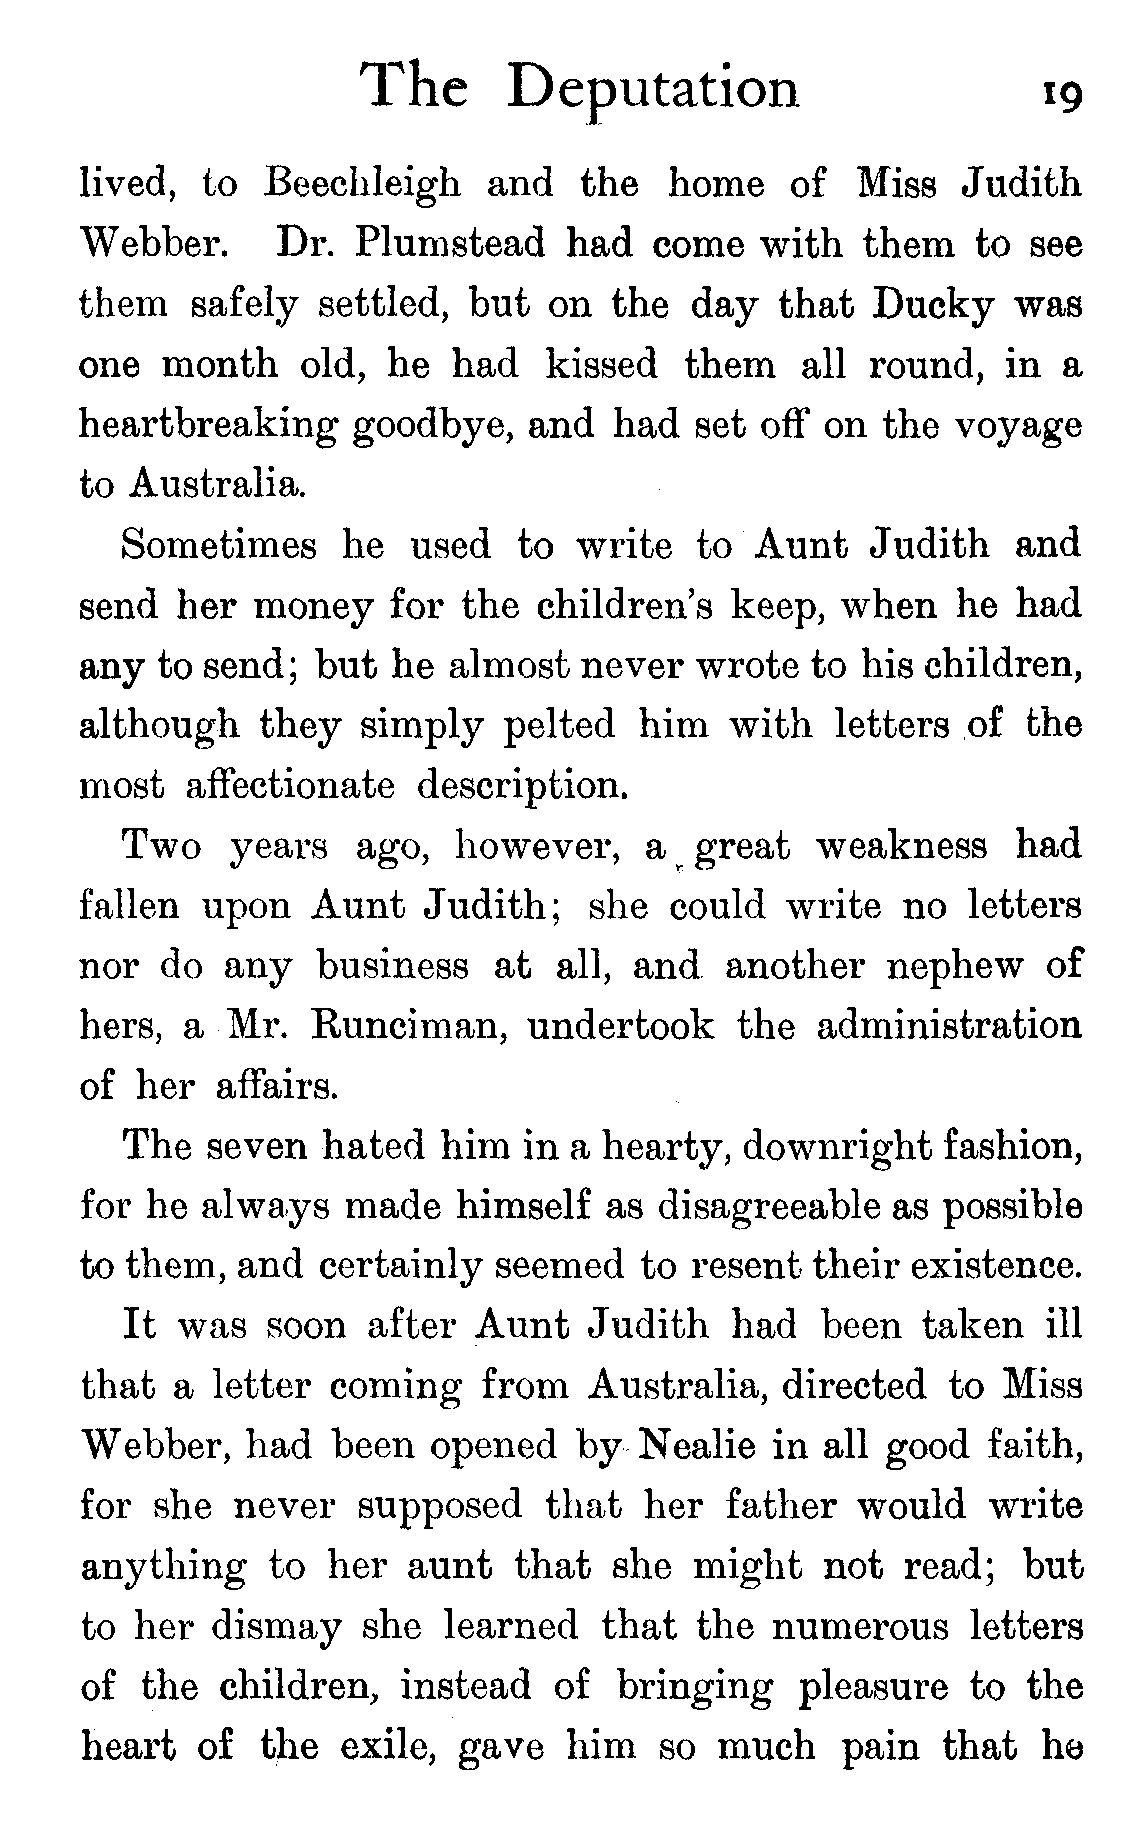 The Deputation 19
lived, to Beechleigh and the home of Miss Judith
Webber. Dr. Plumstead had come with them to see
them safely settled, but on the day that Ducky was
one month old, he had kissed them all round, in a
heartbreaking goodbye, and had set off on the voyage
to Australia.
Sometimes he used to write to Aunt Judith and
send her money for the children's keep, when he had
any to send; but he almost never wrote to his children,
although they simply pelted him with letters of the
most affectionate description.
Two years ago, however, a great weakness had
fallen upon Aunt Judith; she could write no letters
nor do any business at all, and another nephew of
hers, a Mr. Runciman, undertook the administration
of her affairs.
The seven hated him in a hearty, downright fashion,
for he always made himself as disagreeable as possible
to them, and certainly seemed to resent their existence.
It was soon after Aunt Judith had been taken ill
that a letter coming from Australia, directed to Miss
Webber, had been opened by Nealie in all good faith,
for she never supposed that her father would write
anything to her aunt that she might not read; but
to her dismay she learned that the numerous letters
of the children, instead of bringing pleasure to the
heart of the exile, gave him so much pain that he